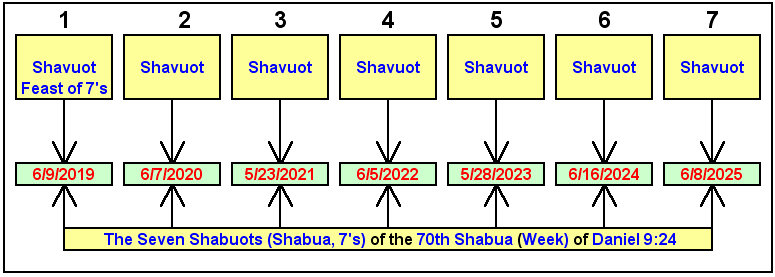 1 2 3 4 5 6 7
Shavuot Shavuot Shavuot Shavuot Shavuot Shavuot Shavuot
Feast of 7's
6/9/2019 6/7/2020 5/23/2021 6/5/2022 5/28/2023 6/16/2024 6/8/2025
The Seven Shabuots (Shabua, 7's) of the 70th Shabua (Week) of Daniel 9:24